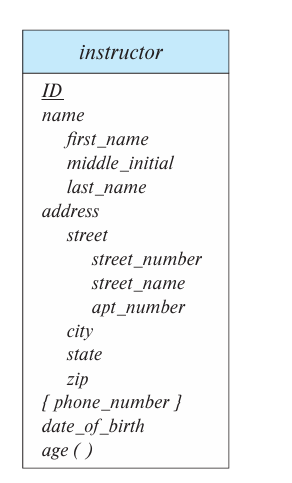 instructor
ID
name
first_name
middle_initial
last_name
address
street
street_number
street_name
apt_number
city
state
zip
{ phone_number }
date_of_birth
age ( )